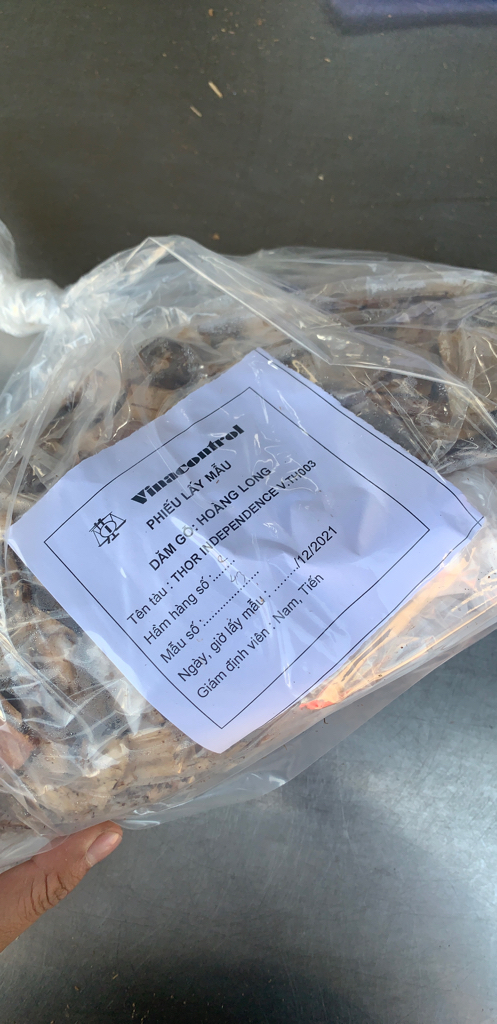 Vinacontrol
PHIẾU LẤY MẪU
DĂM GỖ: HOÀNG LONG
Tên tàu : THOR INDEPENDENCE V.TI1003
Hầm hàng số :
Mẫu số :
Ngày, giờ lấy mẫu : ........./12/2021
Giám định viên : Nam, Tiến